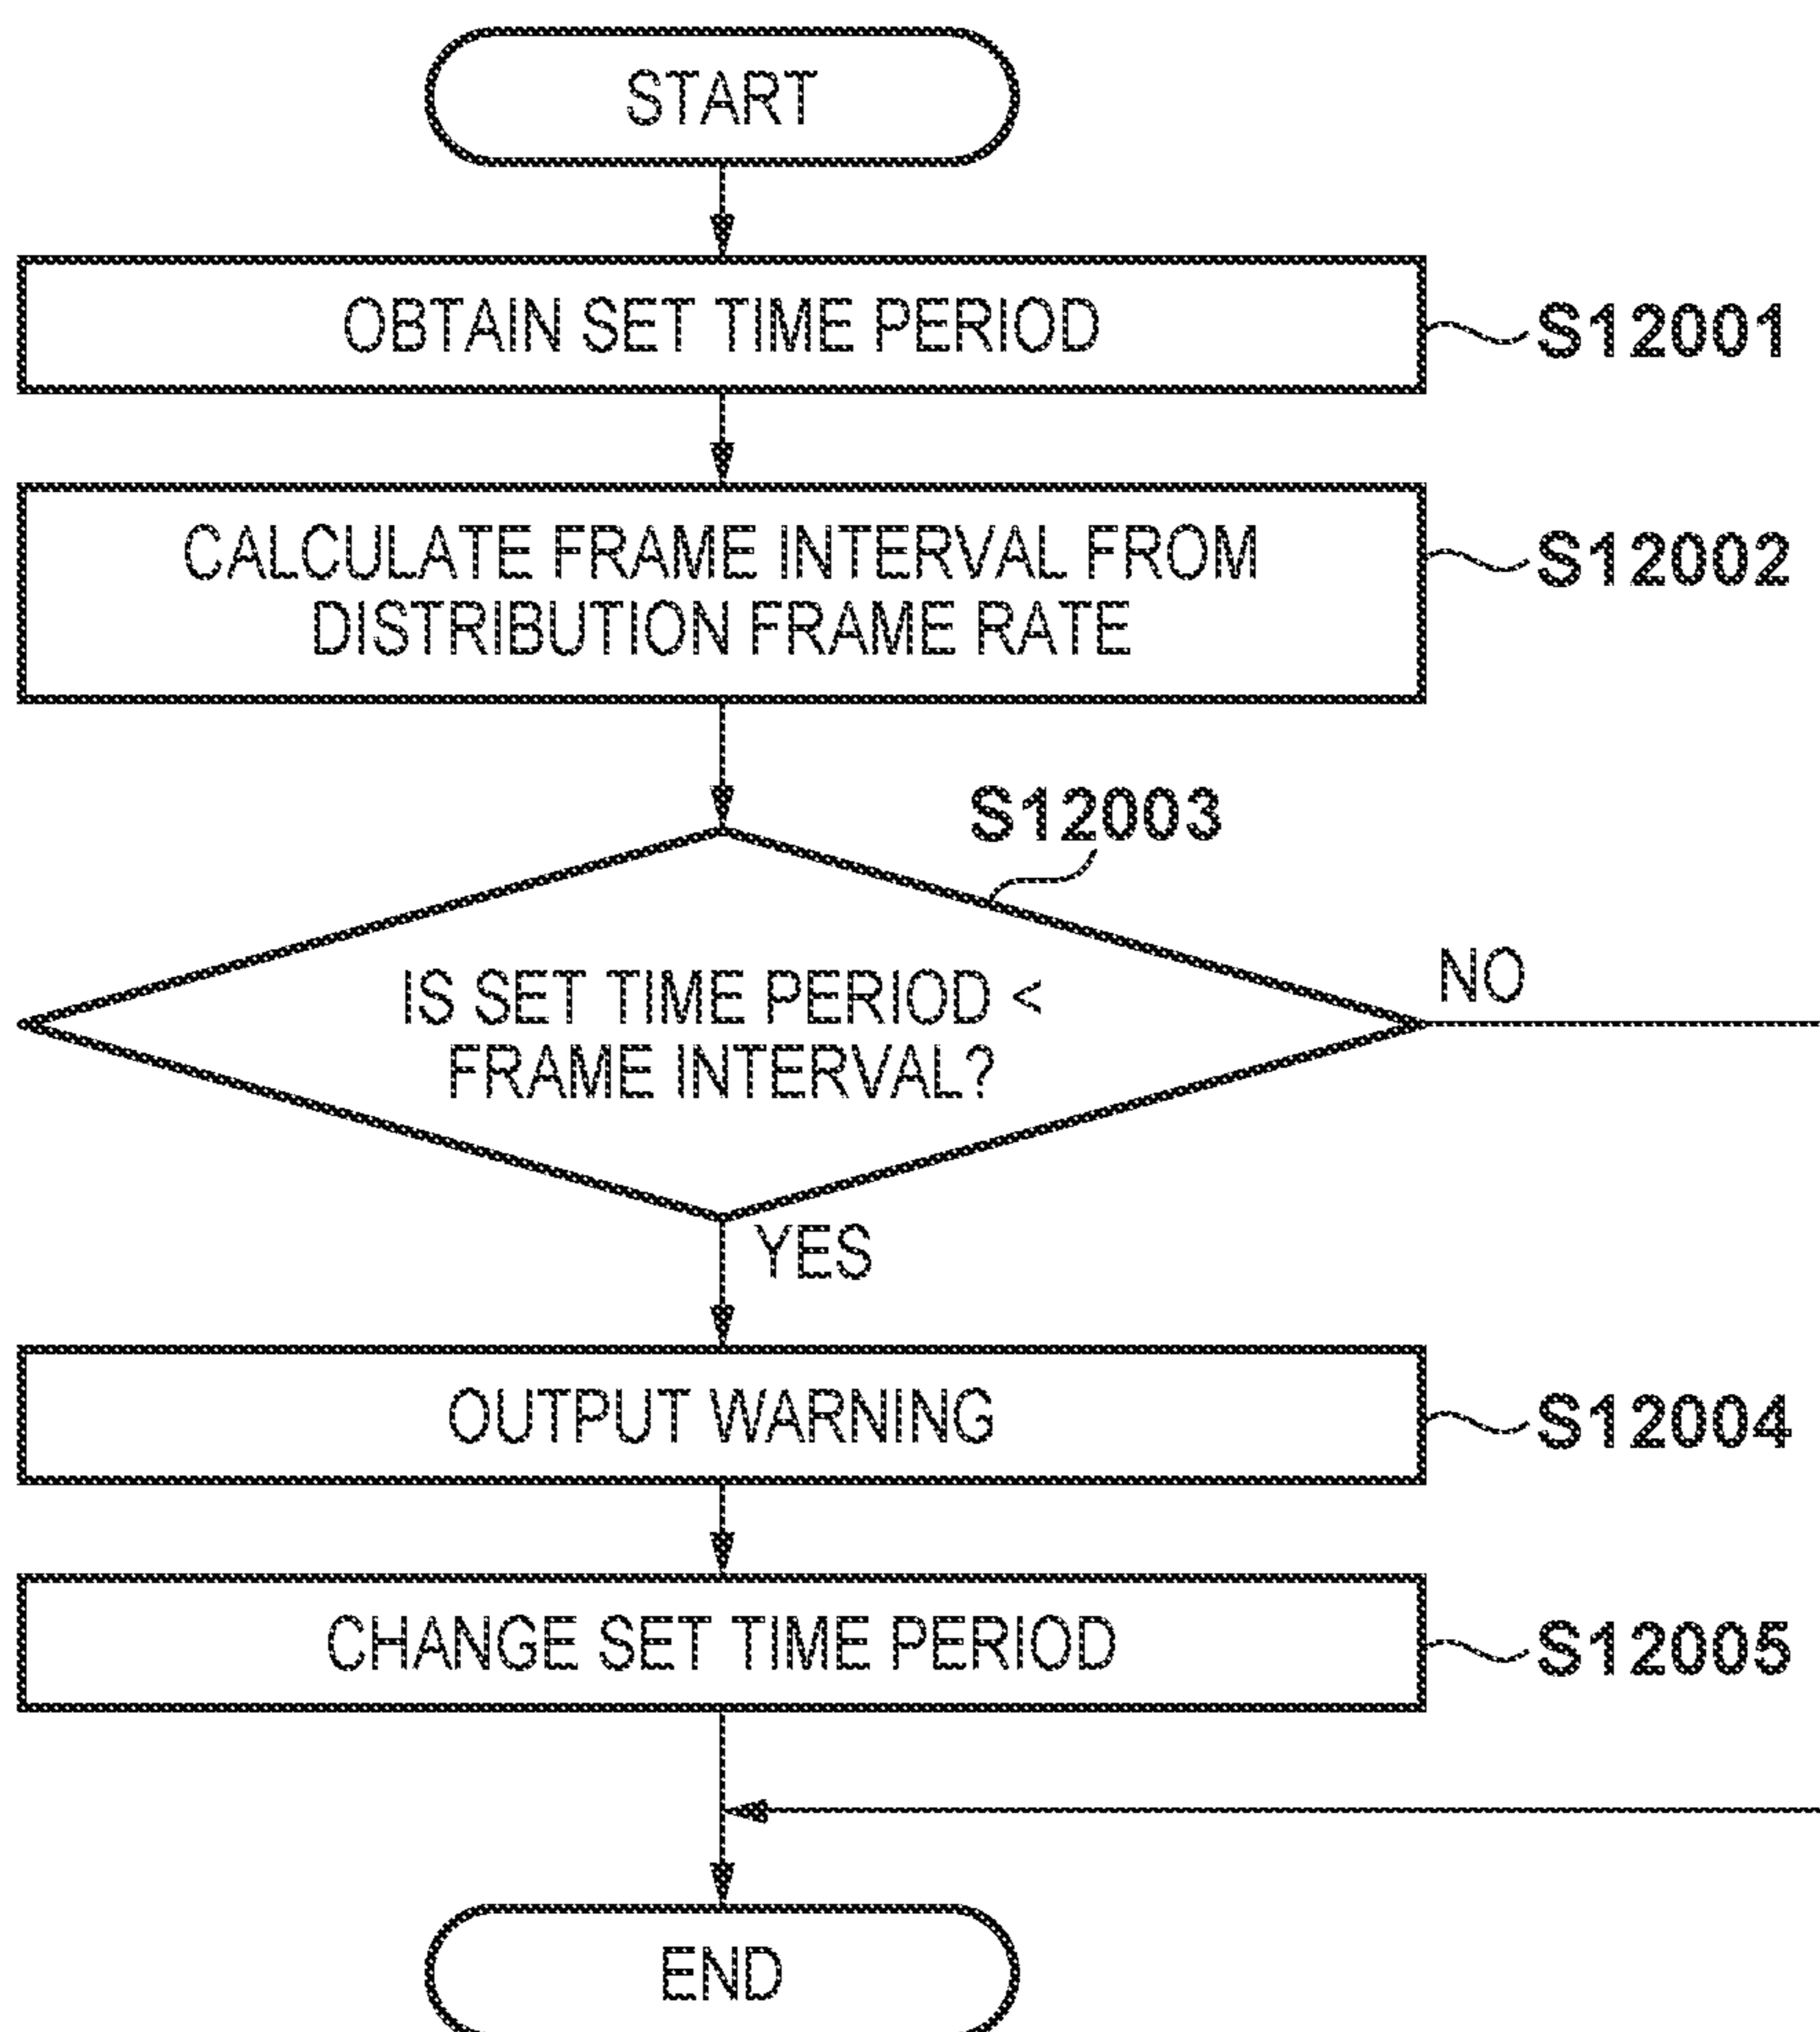 START
OBTAIN SET TIME PERIOD
S12001
CALCULATE FRAME INTERVAL FROM
DISTRIBUTION FRAME RATE
S12002
S12003
IS SET TIME PERIOD <
FRAME INTERVAL?
NO
YES
OUTPUT WARNING
S12004
CHANGE SET TIME PERIOD
S12005
END